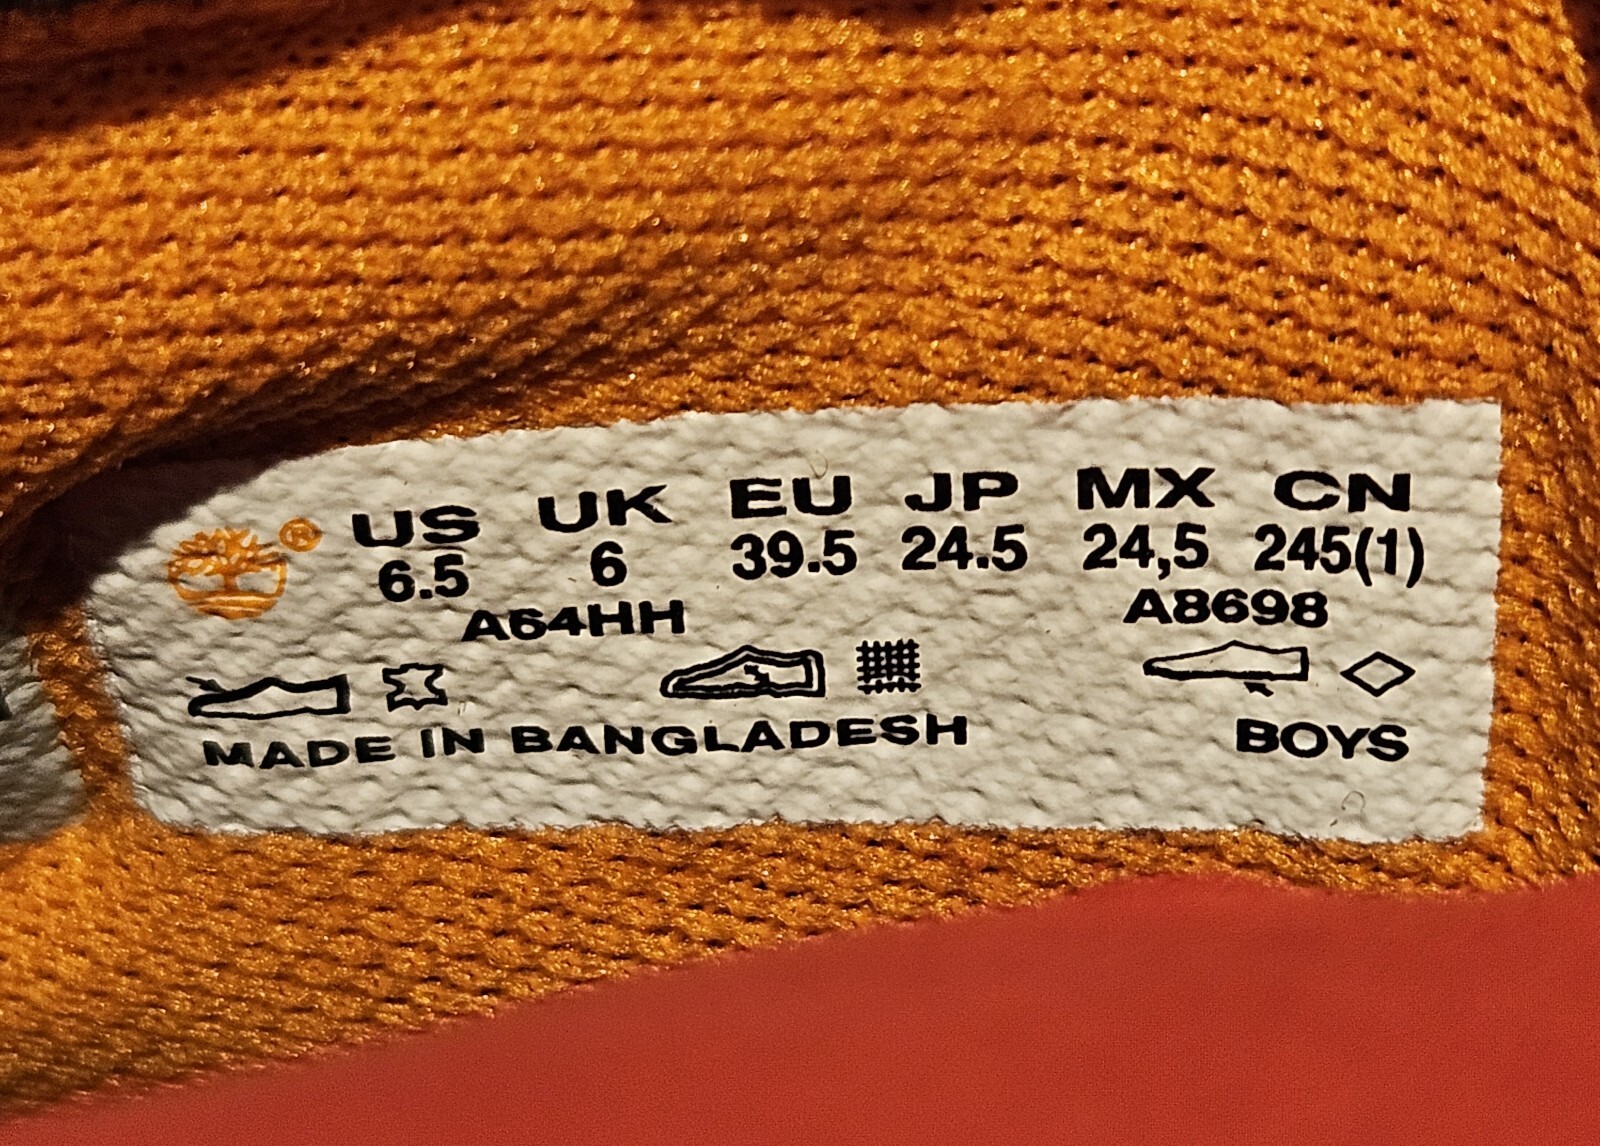 ® US UK EU JP MX CN
6.5 6 39.5 24.5 24,5 245(1)
A64HH A8698
MADE IN BANGLADESH BOYS